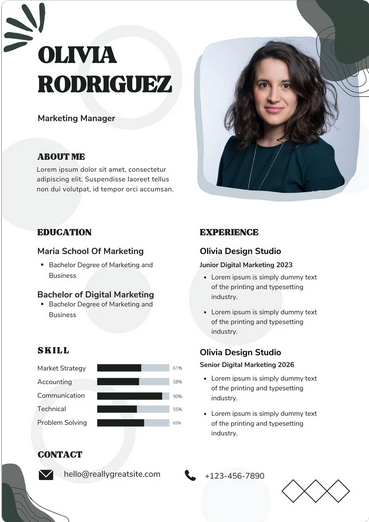 OLIVIA
RODRIGUEZ
Marketing Manager
ABOUT ME
Lorem ipsum dolor sit amet, consectetur
adipiscing elit. Suspendisse laoreet tellus
non dui volutpat, id tempor orci accumsan.
EDUCATION
Maria School Of Marketing
• Bachelor Degree of Marketing and
Business
Bachelor of Digital Marketing
• Bachelor Degree of Marketing and
Business
SKILL
Market Strategy 61%
Accounting 58%
Communication 90%
Technical 55%
Problem Solving 65%
EXPERIENCE
Olivia Design Studio
Junior Digital Marketing 2023
• Lorem ipsum is simply dummy text
of the printing and typesetting
industry.
• Lorem ipsum is simply dummy text
of the printing and typesetting
industry.
Olivia Design Studio
Senior Digital Marketing 2026
• Lorem ipsum is simply dummy text
of the printing and typesetting
industry.
• Lorem ipsum is simply dummy text
of the printing and typesetting
industry.
CONTACT
hello@reallygreatsite.com
+123-456-7890